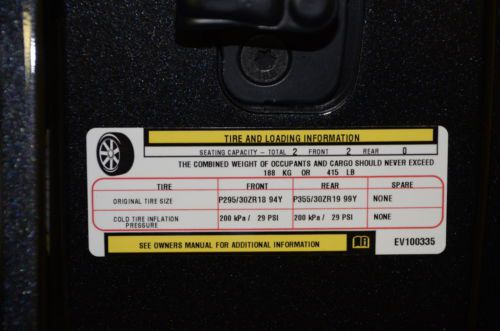 TIRE AND LOADING INFORMATION
SEATING CAPACITY - TOTAL 2 FRONT 2 REAR 0
THE COMBINED WEIGHT OF OCCUPANTS AND CARGO SHOULD NEVER EXCEED
188 KG OR 415 LB
TIRE FRONT REAR SPARE
ORIGINAL TIRE SIZE P295/30ZR18 94Y P355/30ZR19 99Y NONE
COLD TIRE INFLATION PRESSURE 200 kPa / 29 PSI 200 kPa / 29 PSI NONE
SEE OWNERS MANUAL FOR ADDITIONAL INFORMATION EV100335